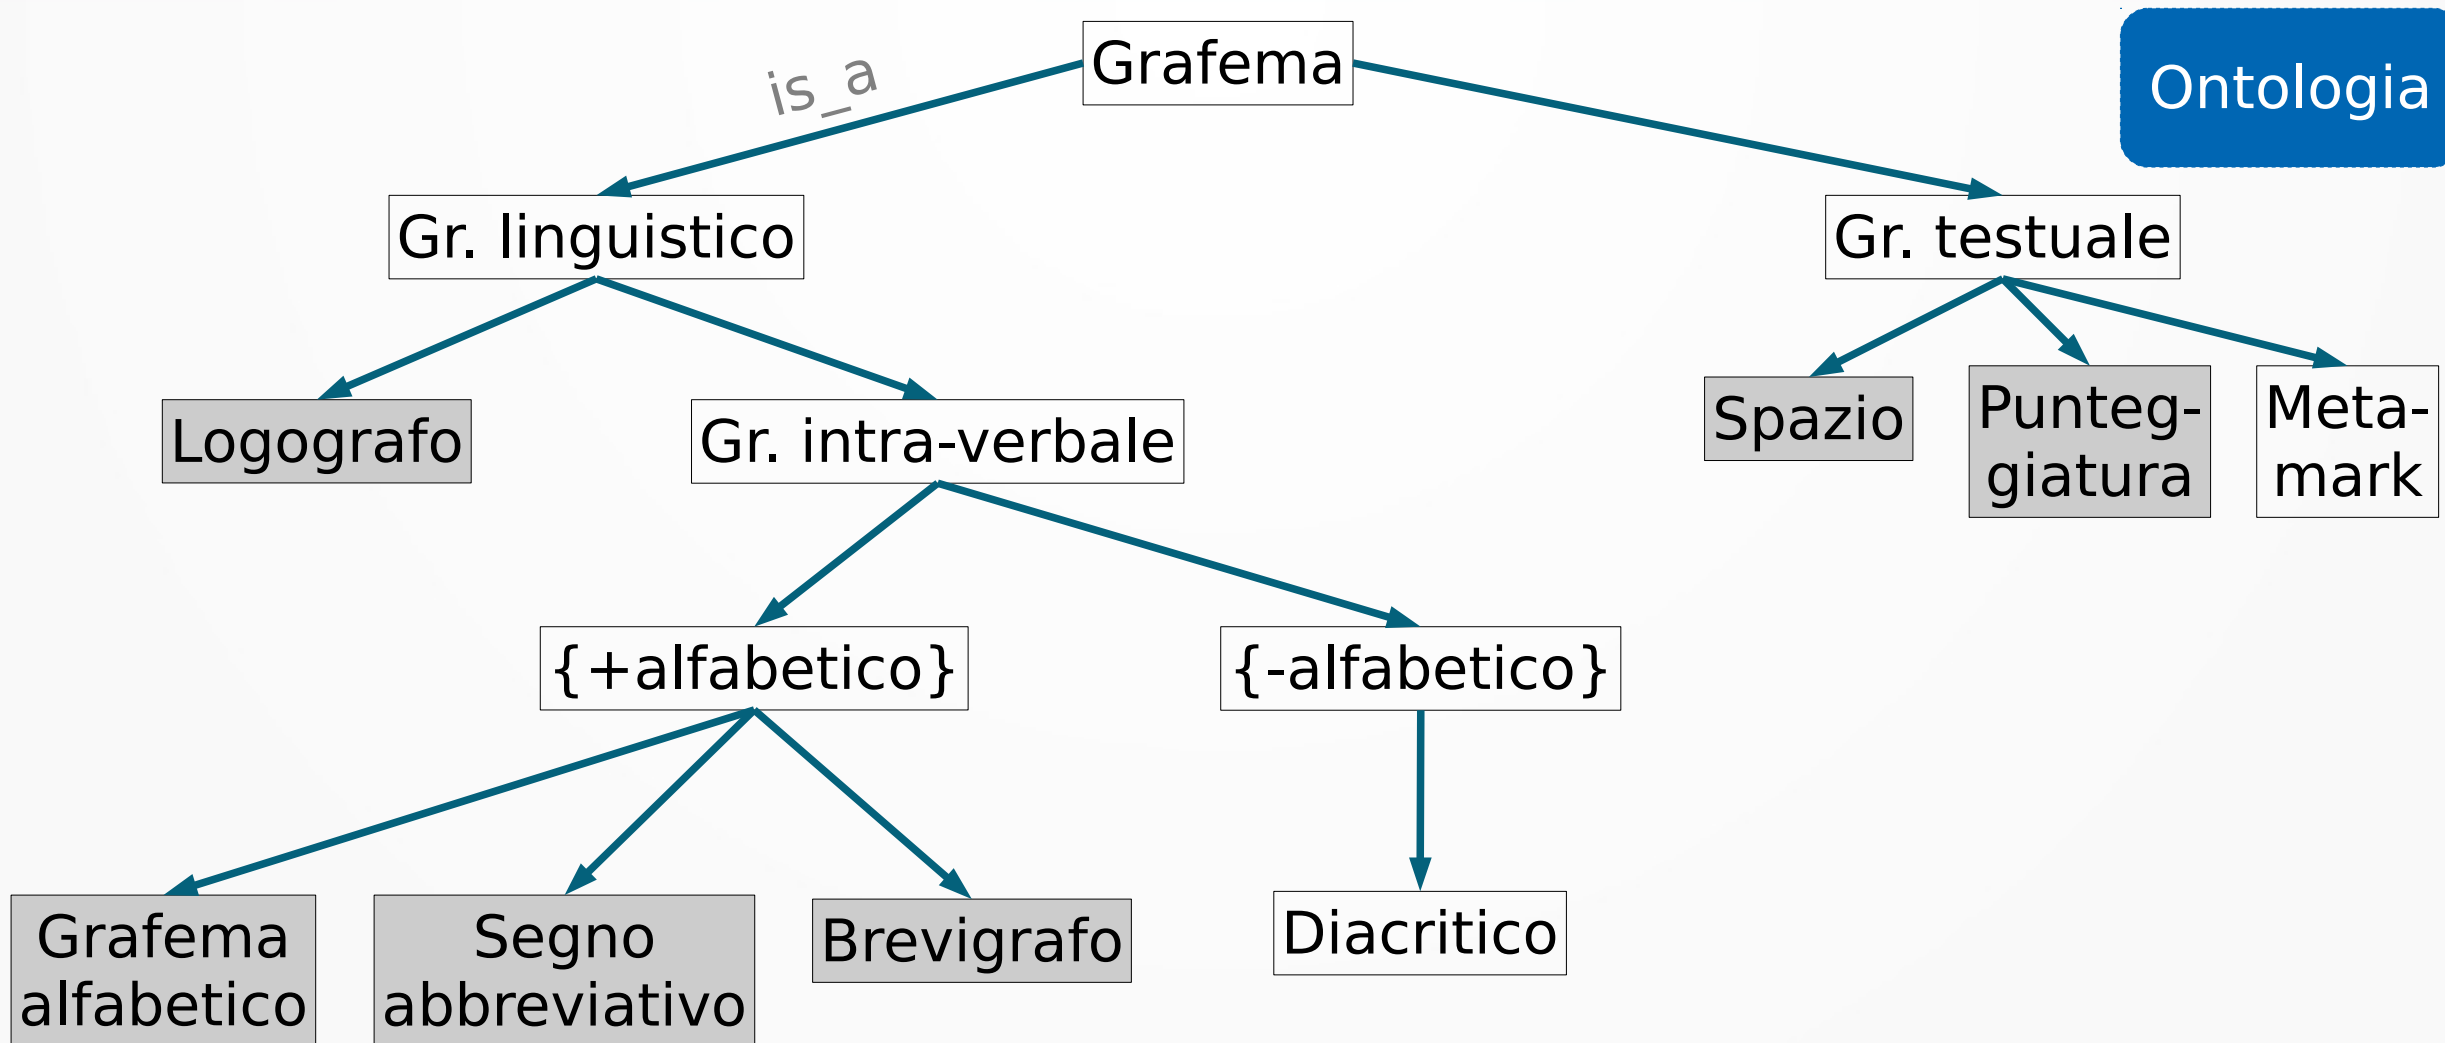 Grafema
Ontologia
is_a
Gr. linguistico
Gr. testuale
Logografo
Gr. intra-verbale
Spazio
Punteg-
giatura
Meta-
mark
{+alfabetico}
{-alfabetico}
Grafema
alfabetico
Segno
abbreviativo
Brevigrafo
Diacritico